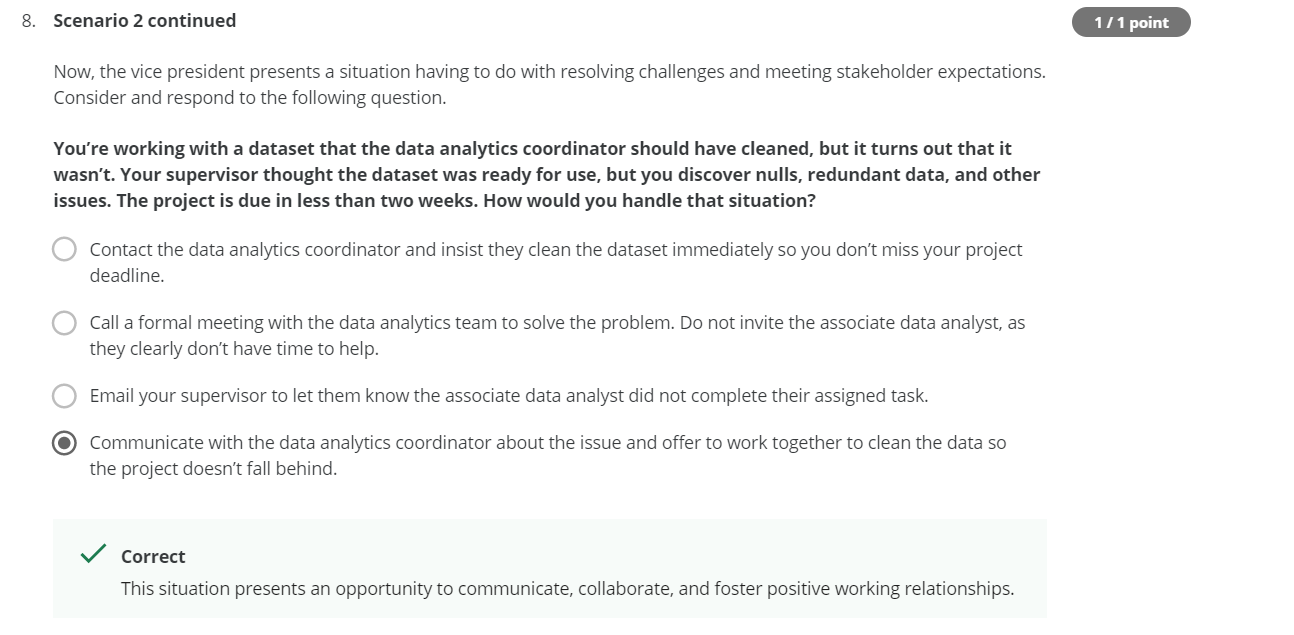 8. Scenario 2 continued
1 / 1 point
Now, the vice president presents a situation having to do with resolving challenges and meeting stakeholder expectations.
Consider and respond to the following question.
You’re working with a dataset that the data analytics coordinator should have cleaned, but it turns out that it
wasn’t. Your supervisor thought the dataset was ready for use, but you discover nulls, redundant data, and other
issues. The project is due in less than two weeks. How would you handle that situation?
Contact the data analytics coordinator and insist they clean the dataset immediately so you don’t miss your project
deadline.
Call a formal meeting with the data analytics team to solve the problem. Do not invite the associate data analyst, as
they clearly don’t have time to help.
Email your supervisor to let them know the associate data analyst did not complete their assigned task.
Communicate with the data analytics coordinator about the issue and offer to work together to clean the data so
the project doesn’t fall behind.
Correct
This situation presents an opportunity to communicate, collaborate, and foster positive working relationships.